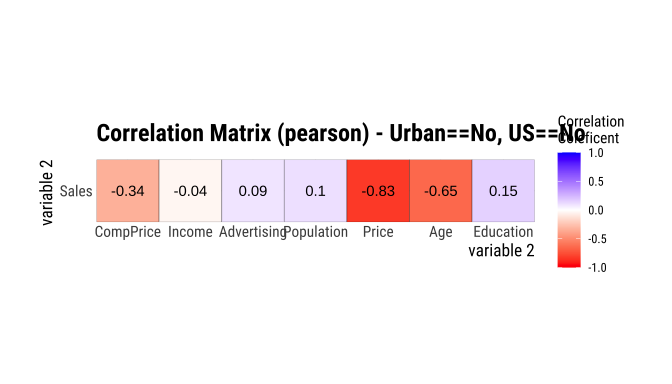 Correlation Matrix (pearson) - Urban==No, US==No
Correlation
Coeficent
1.0
0.5
0.0
-0.5
-1.0
variable 2
Sales
-0.34 -0.04 0.09 0.1 -0.83 -0.65 0.15
CompPrice Income Advertising Population Price Age Education
variable 2